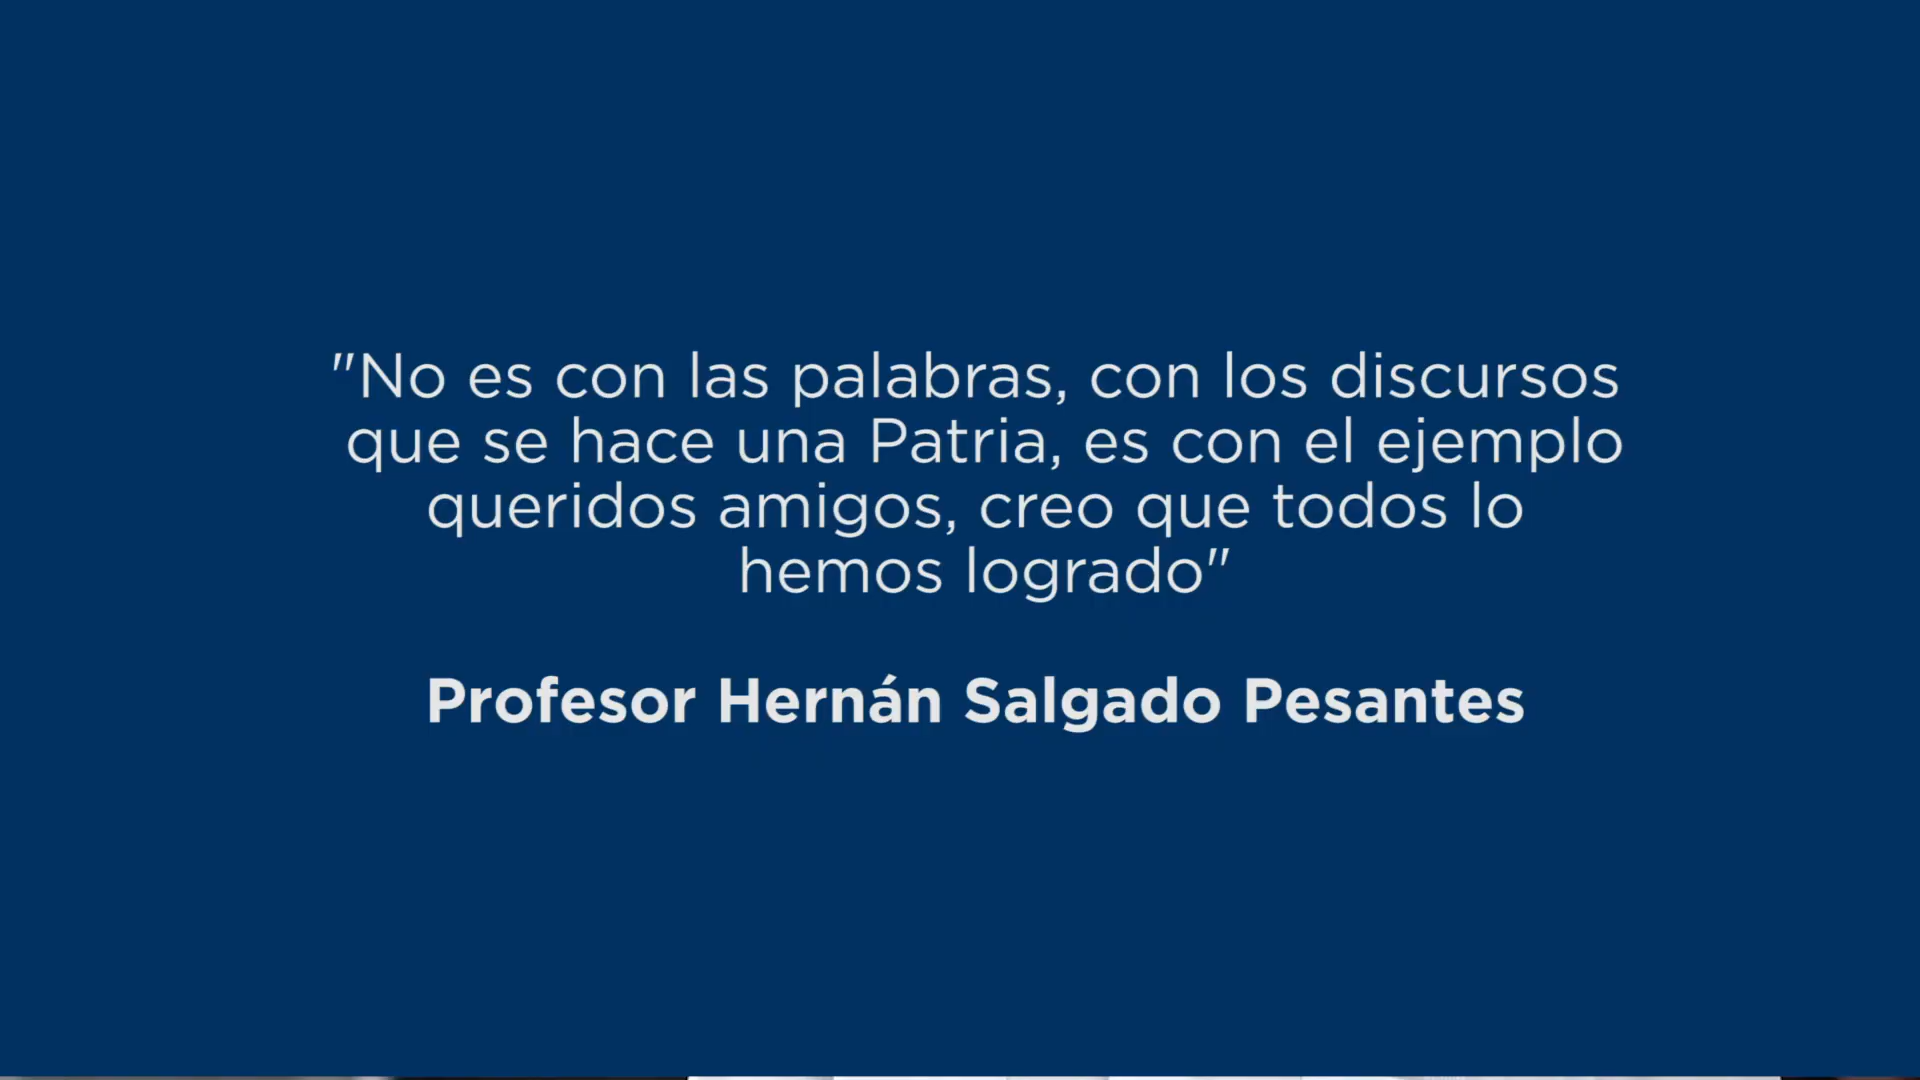 "No es con las palabras, con los discursos
que se hace una Patria, es con el ejemplo
queridos amigos, creo que todos lo
hemos logrado"
Profesor Hernán Salgado Pesantes